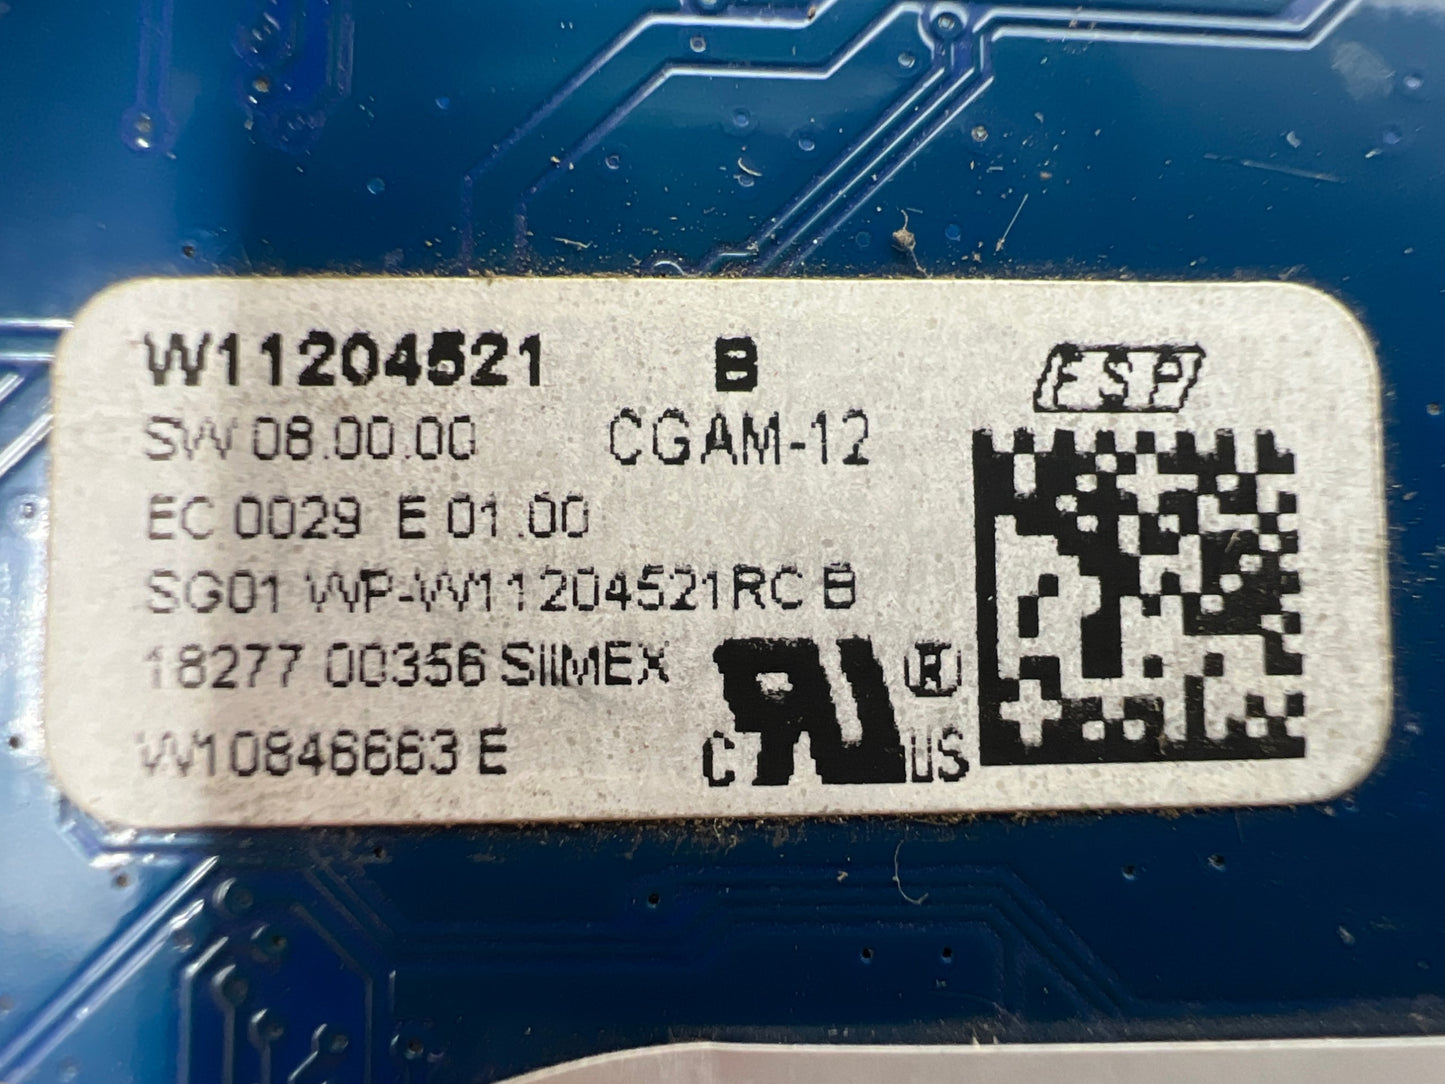 W11204521 B
ESP
SW 08.00.00 CGAM-12
EC 0029 E 01.00
SG01 WP-W11204521RC B
18277 00356 SIIMEX
W10846663 E
C RU US ®